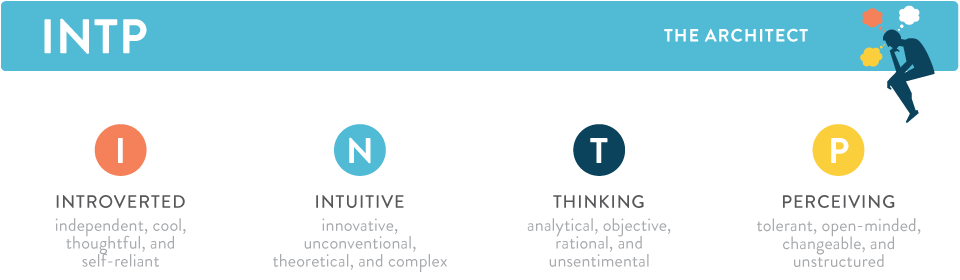 INTP
THE ARCHITECT
I
INTROVERTED
independent, cool,
thoughtful, and
self-reliant
N
INTUITIVE
innovative,
unconventional,
theoretical, and complex
T
THINKING
analytical, objective,
rational, and
unsentimental
P
PERCEIVING
tolerant, open-minded,
changeable, and
unstructured